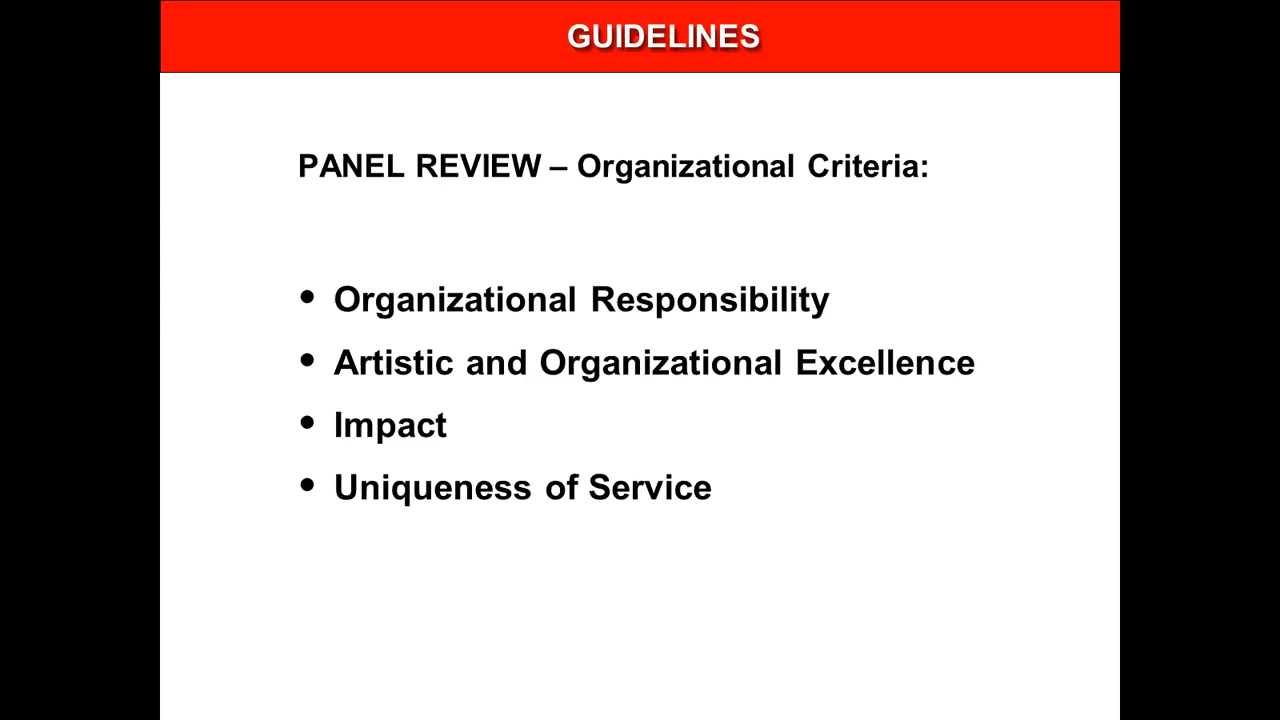 GUIDELINES
PANEL REVIEW – Organizational Criteria:
• Organizational Responsibility
• Artistic and Organizational Excellence
• Impact
• Uniqueness of Service